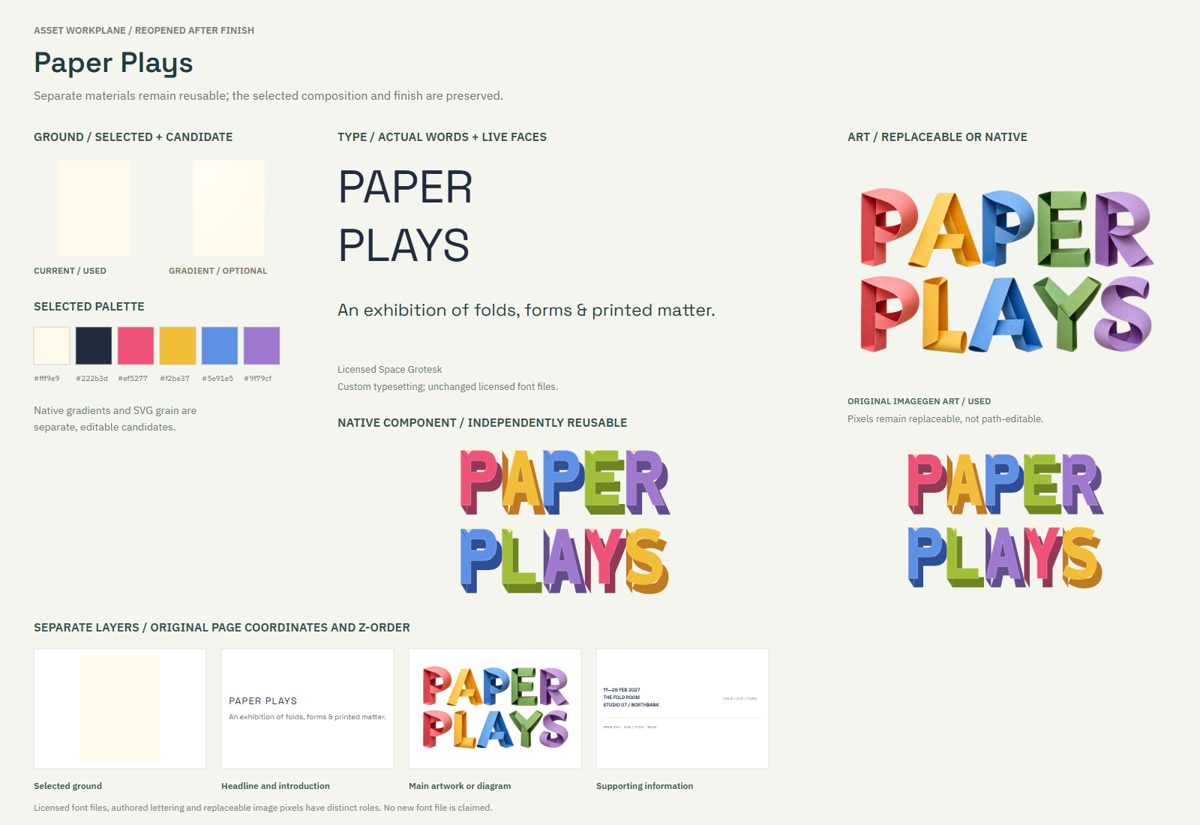 ASSET WORKPLANE / REOPENED AFTER FINISH
Paper Plays
Separate materials remain reusable; the selected composition and finish are preserved.
GROUND / SELECTED + CANDIDATE
CURRENT / USED
GRADIENT / OPTIONAL
SELECTED PALETTE
#fff9e9
#222b3d
#ef5277
#f2be37
#5e91e5
#9f79cf
Native gradients and SVG grain are
separate, editable candidates.
TYPE / ACTUAL WORDS + LIVE FACES
PAPER
PLAYS
An exhibition of folds, forms & printed matter.
Licensed Space Grotesk
Custom typesetting; unchanged licensed font files.
NATIVE COMPONENT / INDEPENDENTLY REUSABLE
PAPER
PLAYS
ART / REPLACEABLE OR NATIVE
PAPER
PLAYS
ORIGINAL IMAGEGEN ART / USED
Pixels remain replaceable, not path-editable.
PAPER
PLAYS
SEPARATE LAYERS / ORIGINAL PAGE COORDINATES AND Z-ORDER
PAPER PLAYS
An exhibition of folds, forms & printed matter.
PAPER
PLAYS
11—28 FEB 2027
THE FOLD ROOM
STUDIO 07 / NORTHBANK
Selected ground
Headline and introduction
Main artwork or diagram
Supporting information
Licensed font files, authored lettering and replaceable image pixels have distinct roles. No new font file is claimed.